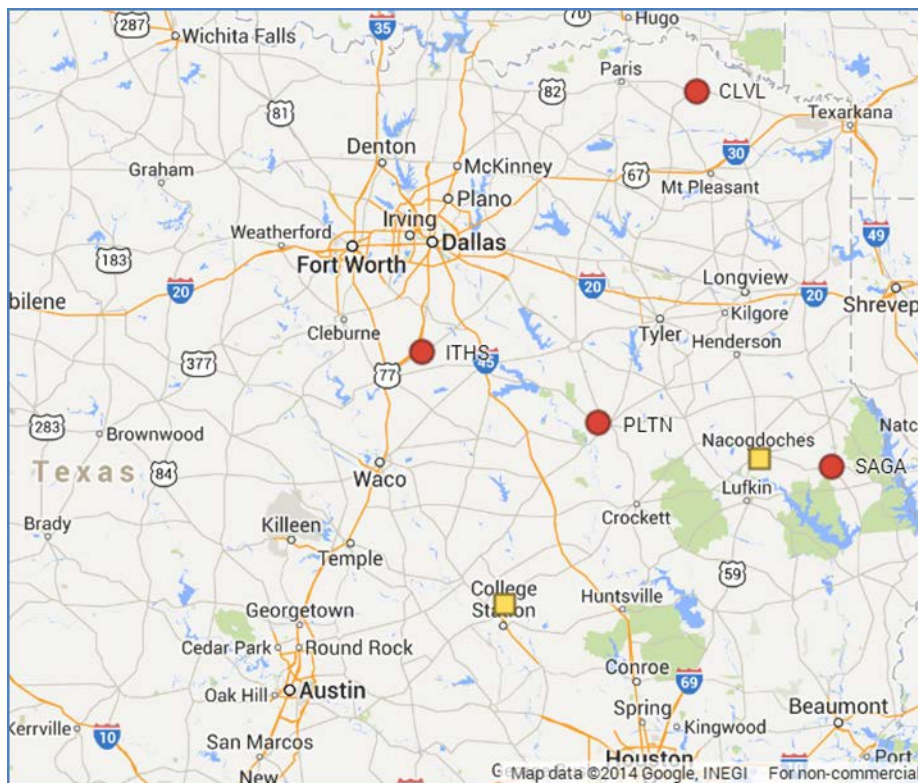 287
Wichita Falls
35
70
Hugo
Paris
82
CLVL
Texarkana
81
Denton
McKinney
30
67
Mt Pleasant
Graham
Plano
Irving
Dallas
Weatherford
Fort Worth
49
183
20
20
Longview
20
Shrevep
bilene
Kilgore
Cleburne
Tyler
Henderson
ITHS
45
377
77
283
Brownwood
PLTN
Nacogdoches
Natc
Texas
84
Waco
SAGA
Lufkin
Crockett
Brady
Killeen
Temple
59
College
Station
Huntsville
Georgetown
Cedar Park
Round Rock
Conroe
69
Oak Hill
Austin
Spring
Beaumont
Kerrville
10
Kingwood
San Marcos
Houston
Port
New
Map data ©2014 Google, INEGI
For non-commercial